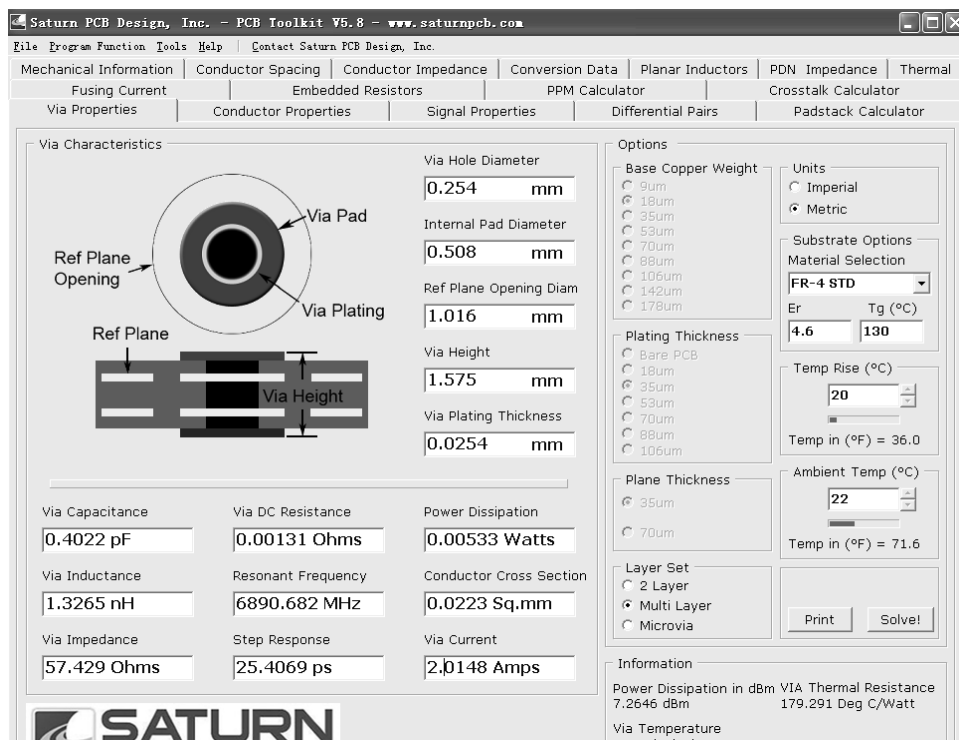 Saturn PCB Design, Inc. - PCB Toolkit V5.8 - www.saturnpcb.com
File Program Function Tools Help Contact Saturn PCB Design, Inc.
Mechanical Information Conductor Spacing Conductor Impedance Conversion Data Planar Inductors PDN Impedance Thermal
Fusing Current Embedded Resistors PPM Calculator Crosstalk Calculator
Via Properties Conductor Properties Signal Properties Differential Pairs Padstack Calculator
Via Characteristics
Via Pad
Ref Plane
Opening
Via Plating
Ref Plane
Via Height
Via Hole Diameter
0.254 mm
Internal Pad Diameter
0.508 mm
Ref Plane Opening Diam
1.016 mm
Via Height
1.575 mm
Via Plating Thickness
0.0254 mm
Via Capacitance Via DC Resistance Power Dissipation
0.4022 pF 0.00131 Ohms 0.00533 Watts
Via Inductance Resonant Frequency Conductor Cross Section
1.3265 nH 6890.682 MHz 0.0223 Sq.mm
Via Impedance Step Response Via Current
57.429 Ohms 25.4069 ps 2.0148 Amps
SATURN
Options
Base Copper Weight
9um
18um
35um
53um
70um
88um
106um
142um
178um
Plating Thickness
Bare PCB
18um
35um
53um
70um
88um
106um
Plane Thickness
35um
70um
Layer Set
2 Layer
Multi Layer
Microvia
Units
Imperial
Metric
Substrate Options
Material Selection
FR-4 STD
Er Tg (°C)
4.6 130
Temp Rise (°C)
20
Temp in (°F) = 36.0
Ambient Temp (°C)
22
Temp in (°F) = 71.6
Print Solve!
Information
Power Dissipation in dBm VIA Thermal Resistance
7.2646 dBm 179.291 Deg C/Watt
Via Temperature